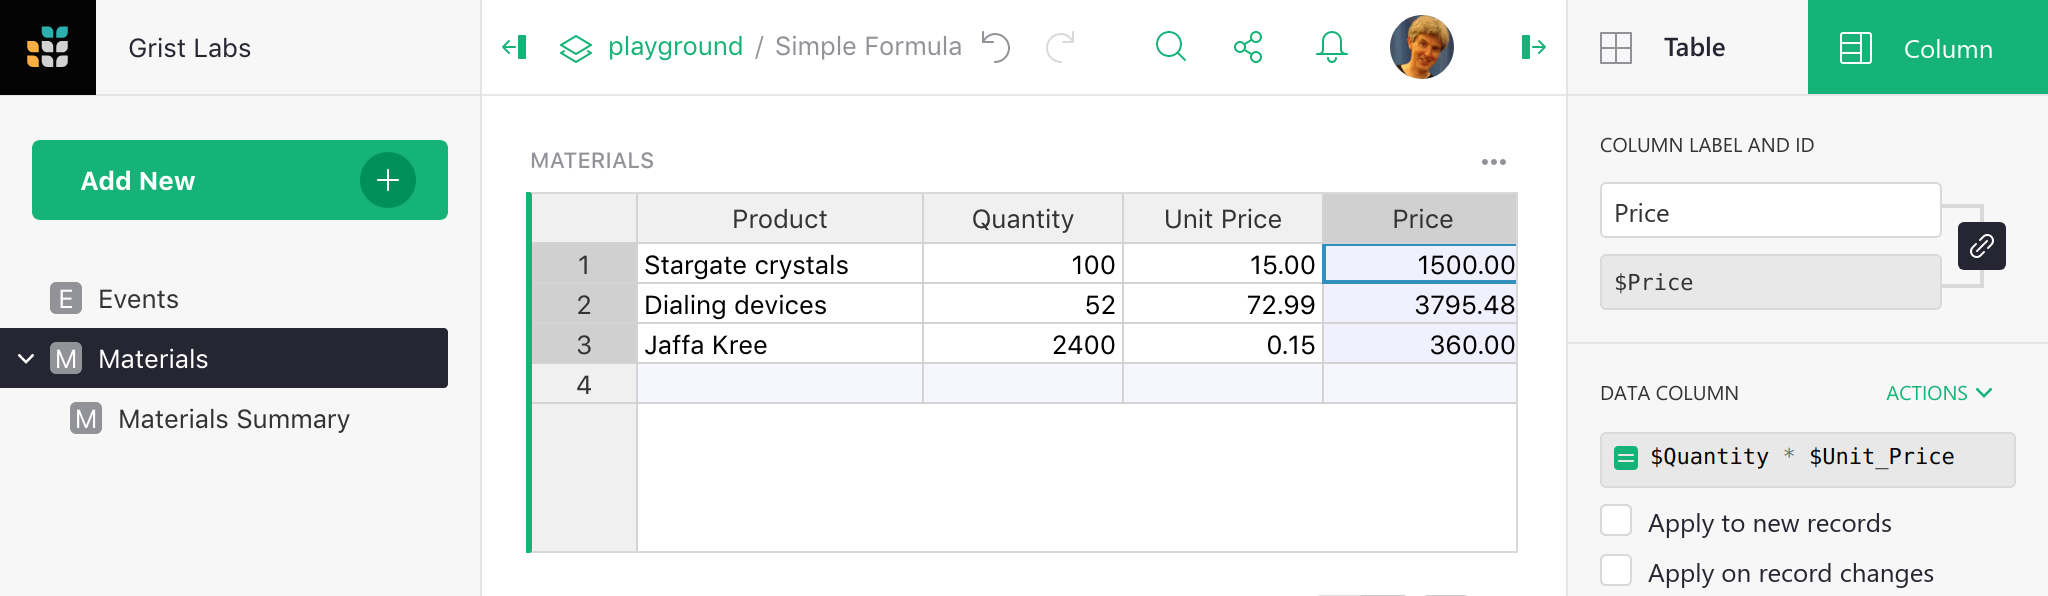 Grist Labs
playground / Simple Formula
Table
Column
Add New
Events
M Materials
M Materials Summary
MATERIALS
Product Quantity Unit Price Price
1 Stargate crystals 100 15.00 1500.00
2 Dialing devices 52 72.99 3795.48
3 Jaffa Kree 2400 0.15 360.00
4
COLUMN LABEL AND ID
Price
$Price
DATA COLUMN ACTIONS
= $Quantity * $Unit_Price
Apply to new records
Apply on record changes